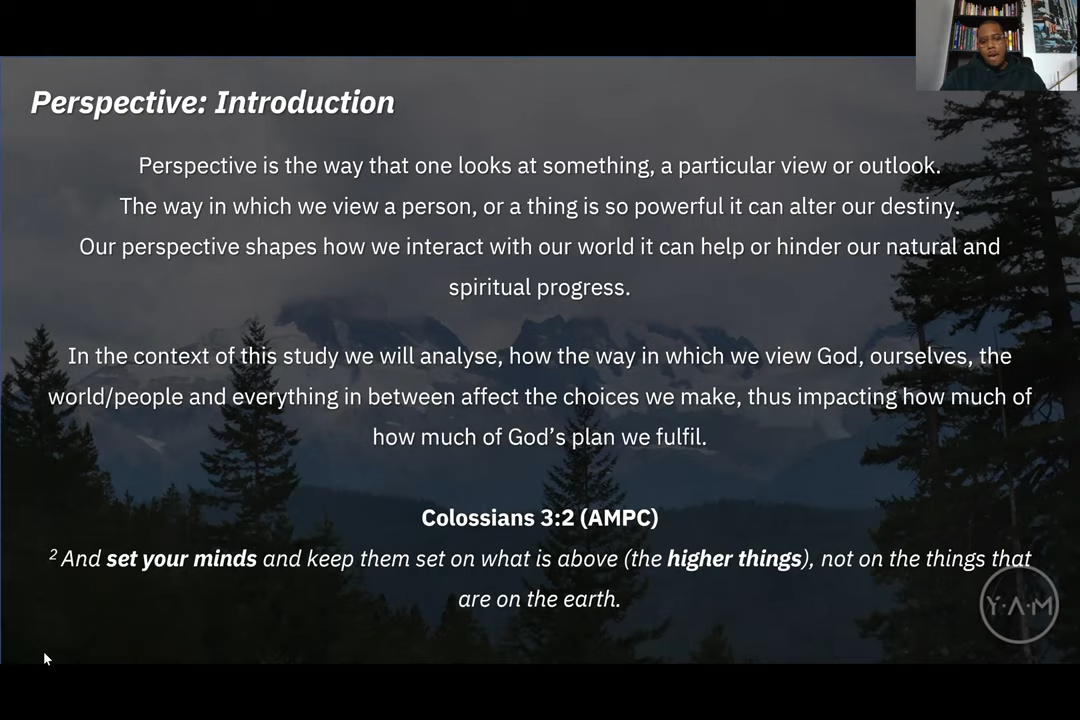 Perspective: Introduction
Perspective is the way that one looks at something, a particular view or outlook.
The way in which we view a person, or a thing is so powerful it can alter our destiny.
Our perspective shapes how we interact with our world it can help or hinder our natural and
spiritual progress.
In the context of this study we will analyse, how the way in which we view God, ourselves, the
world/people and everything in between affect the choices we make, thus impacting how much of
how much of God’s plan we fulfil.
Colossians 3:2 (AMPC)
2 And set your minds and keep them set on what is above (the higher things), not on the things that
are on the earth.
Y·A·M